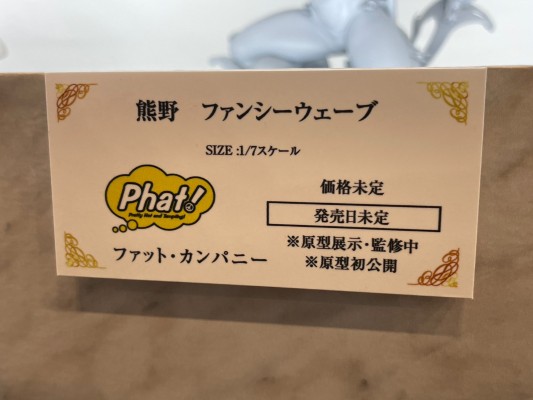 熊野　ファンシーウェーブ
SIZE :1/7スケール
Phat!
価格未定
発売日未定
ファット・カンパニー
※原型展示・監修中
※原型初公開